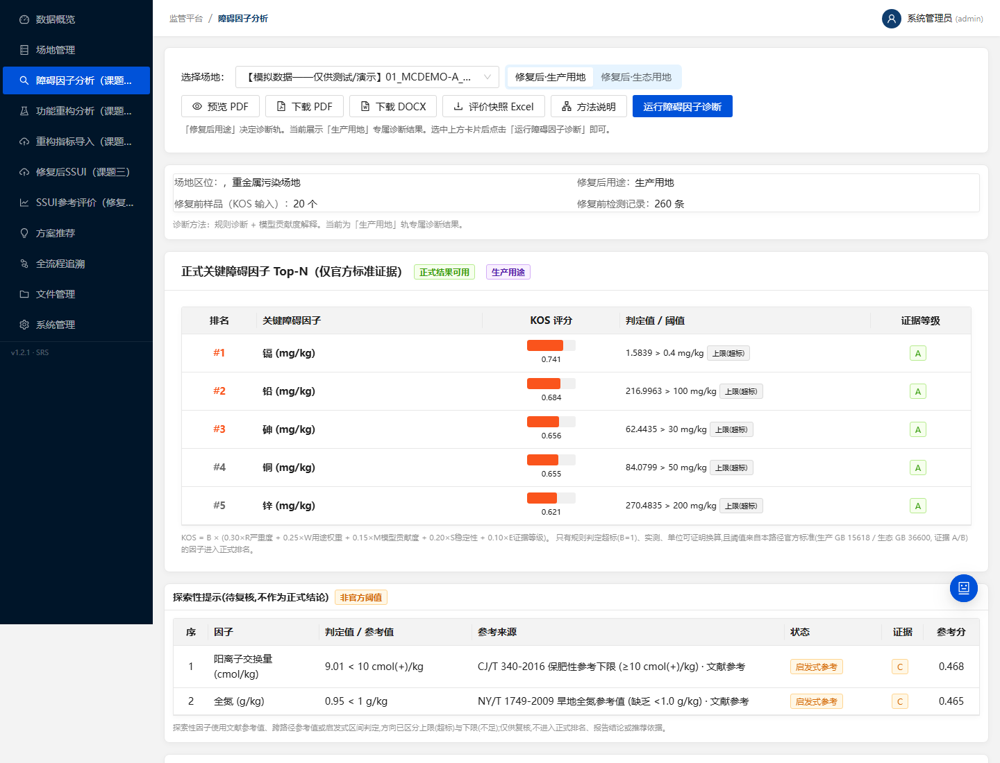 数据概览
场地管理
障碍因子分析（课题...
功能重构分析（课题...
重构指标导入（课题...
修复后SSUI（课题三）
SSUI参考评价（修复...
方案推荐
全流程追溯
文件管理
系统管理
v1.2.1 · SRS
监管平台 / 障碍因子分析
系统管理员 (admin)
选择场地： 【模拟数据——仅供测试/演示】01_MCDEMO-A_... 修复后·生产用地 修复后·生态用地
预览 PDF 下载 PDF 下载 DOCX 评价快照 Excel 方法说明 运行障碍因子诊断
「修复后用途」决定诊断轨。当前展示「生产用地」专属诊断结果。选中上方卡片后点击「运行障碍因子诊断」即可。
场地区位： ，重金属污染场地 修复后用途：生产用地
修复前样品（KOS 输入）：20 个 修复前检测记录：260 条
诊断方法：规则诊断 + 模型贡献度解释。当前为「生产用地」轨专属诊断结果。
正式关键障碍因子 Top-N（仅官方标准证据） 正式结果可用 生产用途
排名 关键障碍因子 KOS 评分 判定值 / 阈值 证据等级
#1 镉 (mg/kg) 0.741 1.5839 > 0.4 mg/kg 上限(超标) A
#2 铅 (mg/kg) 0.684 216.9963 > 100 mg/kg 上限(超标) A
#3 砷 (mg/kg) 0.656 62.4435 > 30 mg/kg 上限(超标) A
#4 铜 (mg/kg) 0.655 84.0799 > 50 mg/kg 上限(超标) A
#5 锌 (mg/kg) 0.621 270.4835 > 200 mg/kg 上限(超标) A
KOS = B × (0.30×R严重度 + 0.25×W用途权重 + 0.15×M模型贡献度 + 0.20×S稳定性 + 0.10×E证据等级)。 只有规则判定超标(B=1)、实测、单位可证明换算,且阈值来自本路径官方标准(生产 GB 15618 / 生态 GB 36600, 证据 A/B)
的因子进入正式排名。
探索性提示(待复核,不作为正式结论) 非官方阈值
序 因子 判定值 / 参考值 参考来源 状态 证据 参考分
1 阳离子交换量 (cmol/kg) 9.01 < 10 cmol(+)/kg CJ/T 340-2016 保肥性参考下限 (≥10 cmol(+)/kg) · 文献参考 启发式参考 C 0.468
2 全氮 (g/kg) 0.95 < 1 g/kg NY/T 1749-2009 旱地全氮参考值 (缺乏 <1.0 g/kg) · 文献参考 启发式参考 C 0.465
探索性因子使用文献参考值、跨路径参考值或启发式区间判定,方向已区分上限(超标)与下限(不足);仅供复核,不进入正式排名、报告结论或推荐依据。